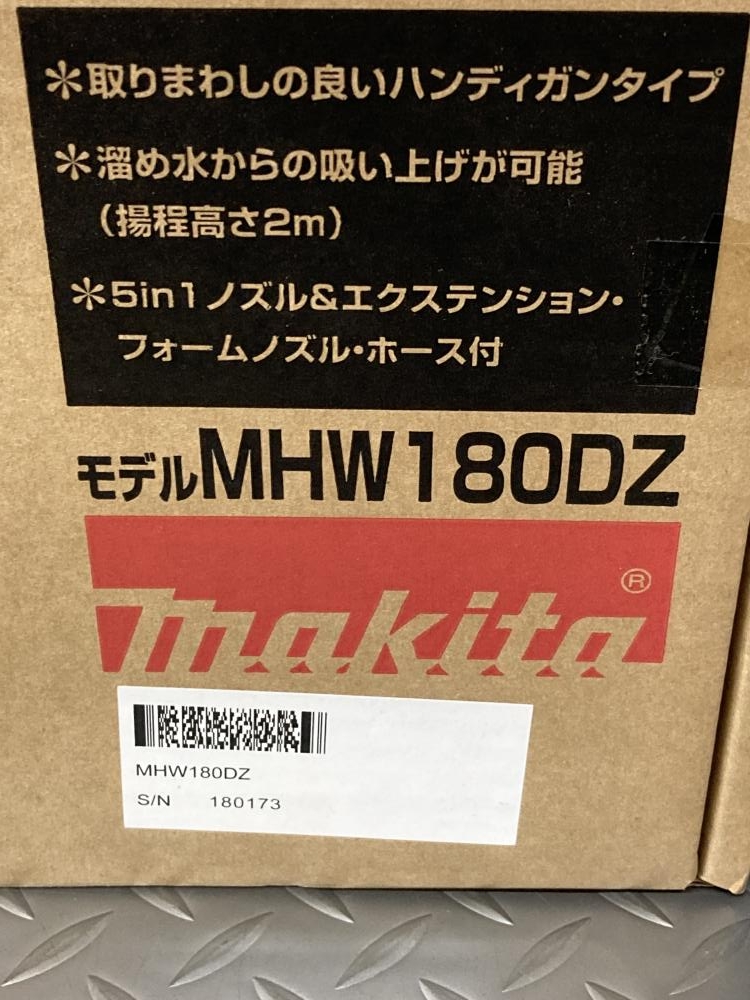 ＊取りまわしの良いハンディガンタイプ
＊溜め水からの吸い上げが可能
（揚程高さ2m）
＊5in1ノズル&エクステンション・
フォームノズル・ホース付
モデルMHW180DZ
makita®
MHW180DZ
S/N 180173